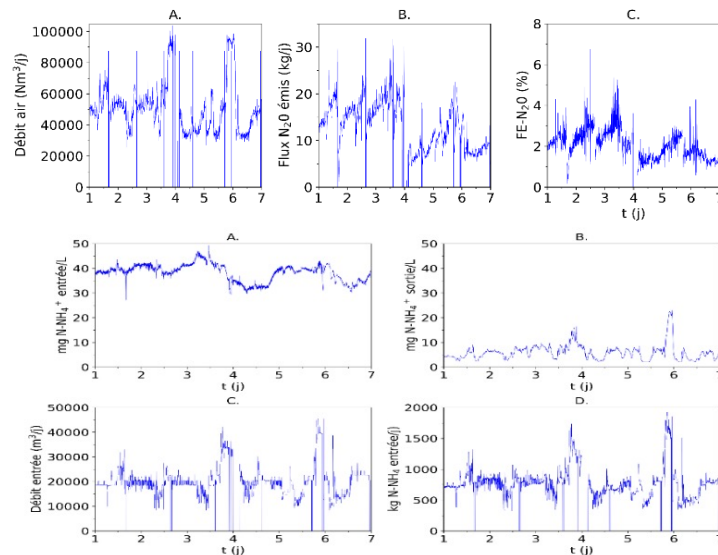 A.
B.
C.
Débit air (Nm³/j)
100000
80000
60000
40000
20000
0
1 2 3 4 5 6 7
Flux N₂0 émis (kg/j)
30
20
10
0
1 2 3 4 5 6 7
FE-N₂0 (%)
8
6
4
2
0
1 2 3 4 5 6 7
t (j)
A.
B.
mg N-NH₄⁺ entrée/L
50
40
30
20
10
0
1 2 3 4 5 6 7
t (j)
mg N-NH₄⁺ sortie/L
50
40
30
20
10
0
1 2 3 4 5 6 7
t (j)
C.
D.
Débit entrée (m³/j)
50000
40000
30000
20000
10000
0
1 2 3 4 5 6 7
t (j)
kg N-NH₄ entrée/j
2000
1500
1000
500
0
1 2 3 4 5 6 7
t (j)